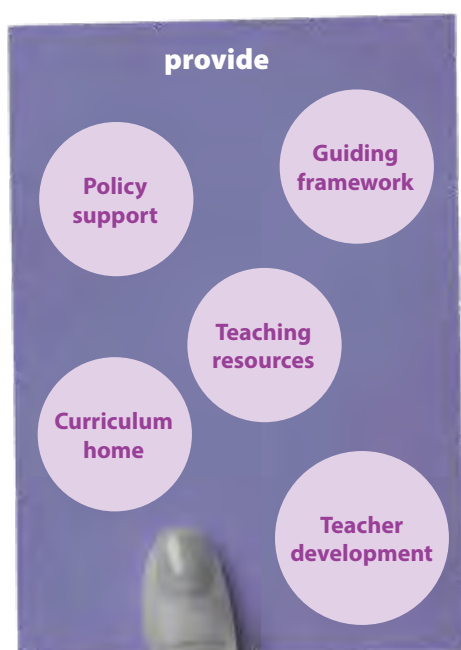 provide
Guiding
framework
Policy
support
Teaching
resources
Curriculum
home
Teacher
development